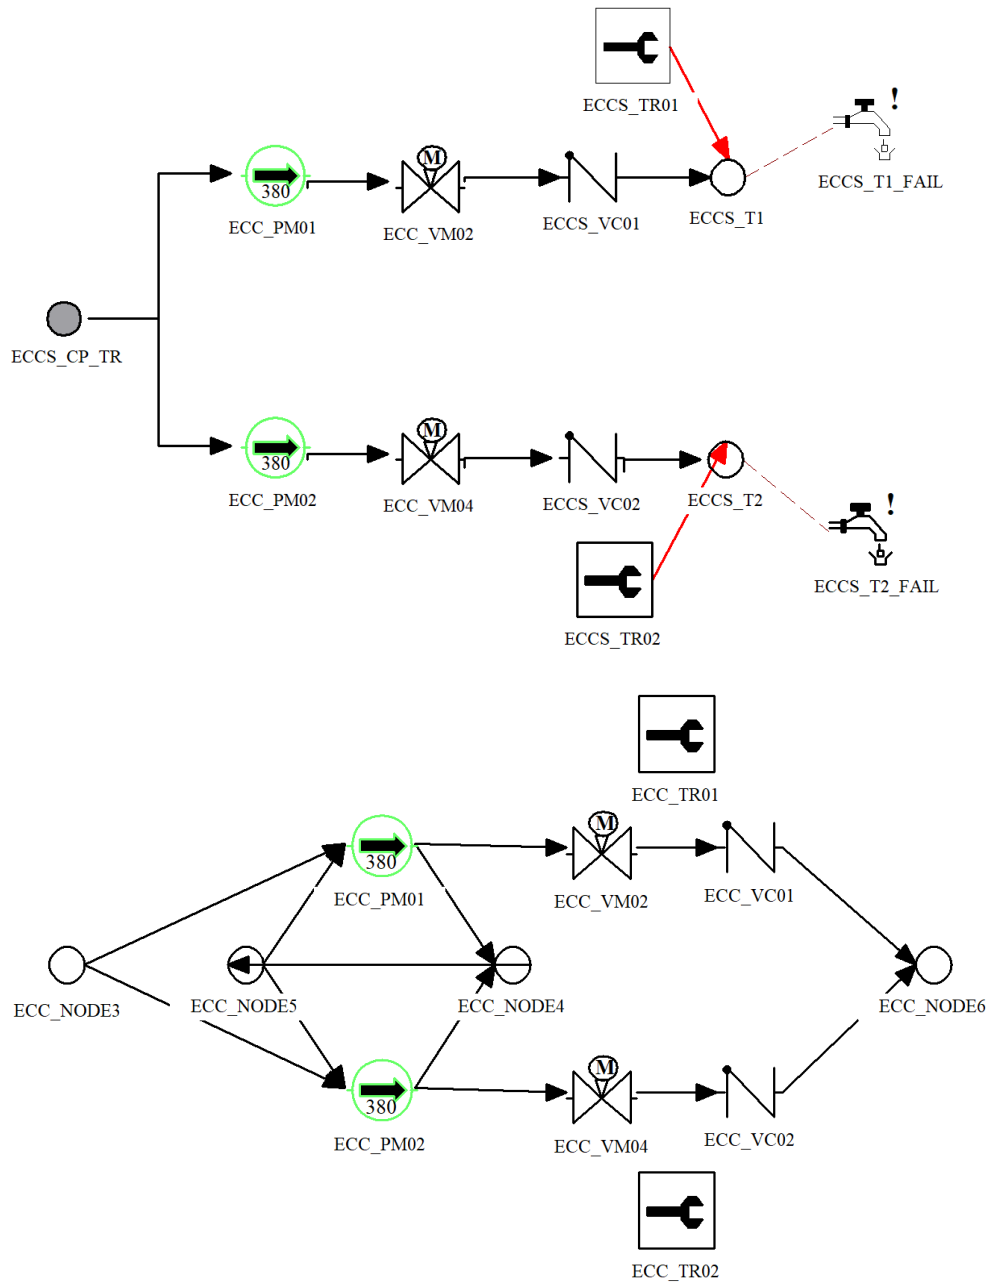 ECCS_TR01
!
ECCS_T1_FAIL
M
380
ECC_PM01
ECC_VM02
ECCS_VC01
ECCS_T1
ECCS_CP_TR
M
380
ECC_PM02
ECC_VM04
ECCS_VC02
ECCS_T2
!
ECCS_T2_FAIL
ECCS_TR02
ECC_TR01
M
380
ECC_PM01
ECC_VM02
ECC_VC01
ECC_NODE3
ECC_NODE5
ECC_NODE4
ECC_NODE6
M
380
ECC_PM02
ECC_VM04
ECC_VC02
ECC_TR02